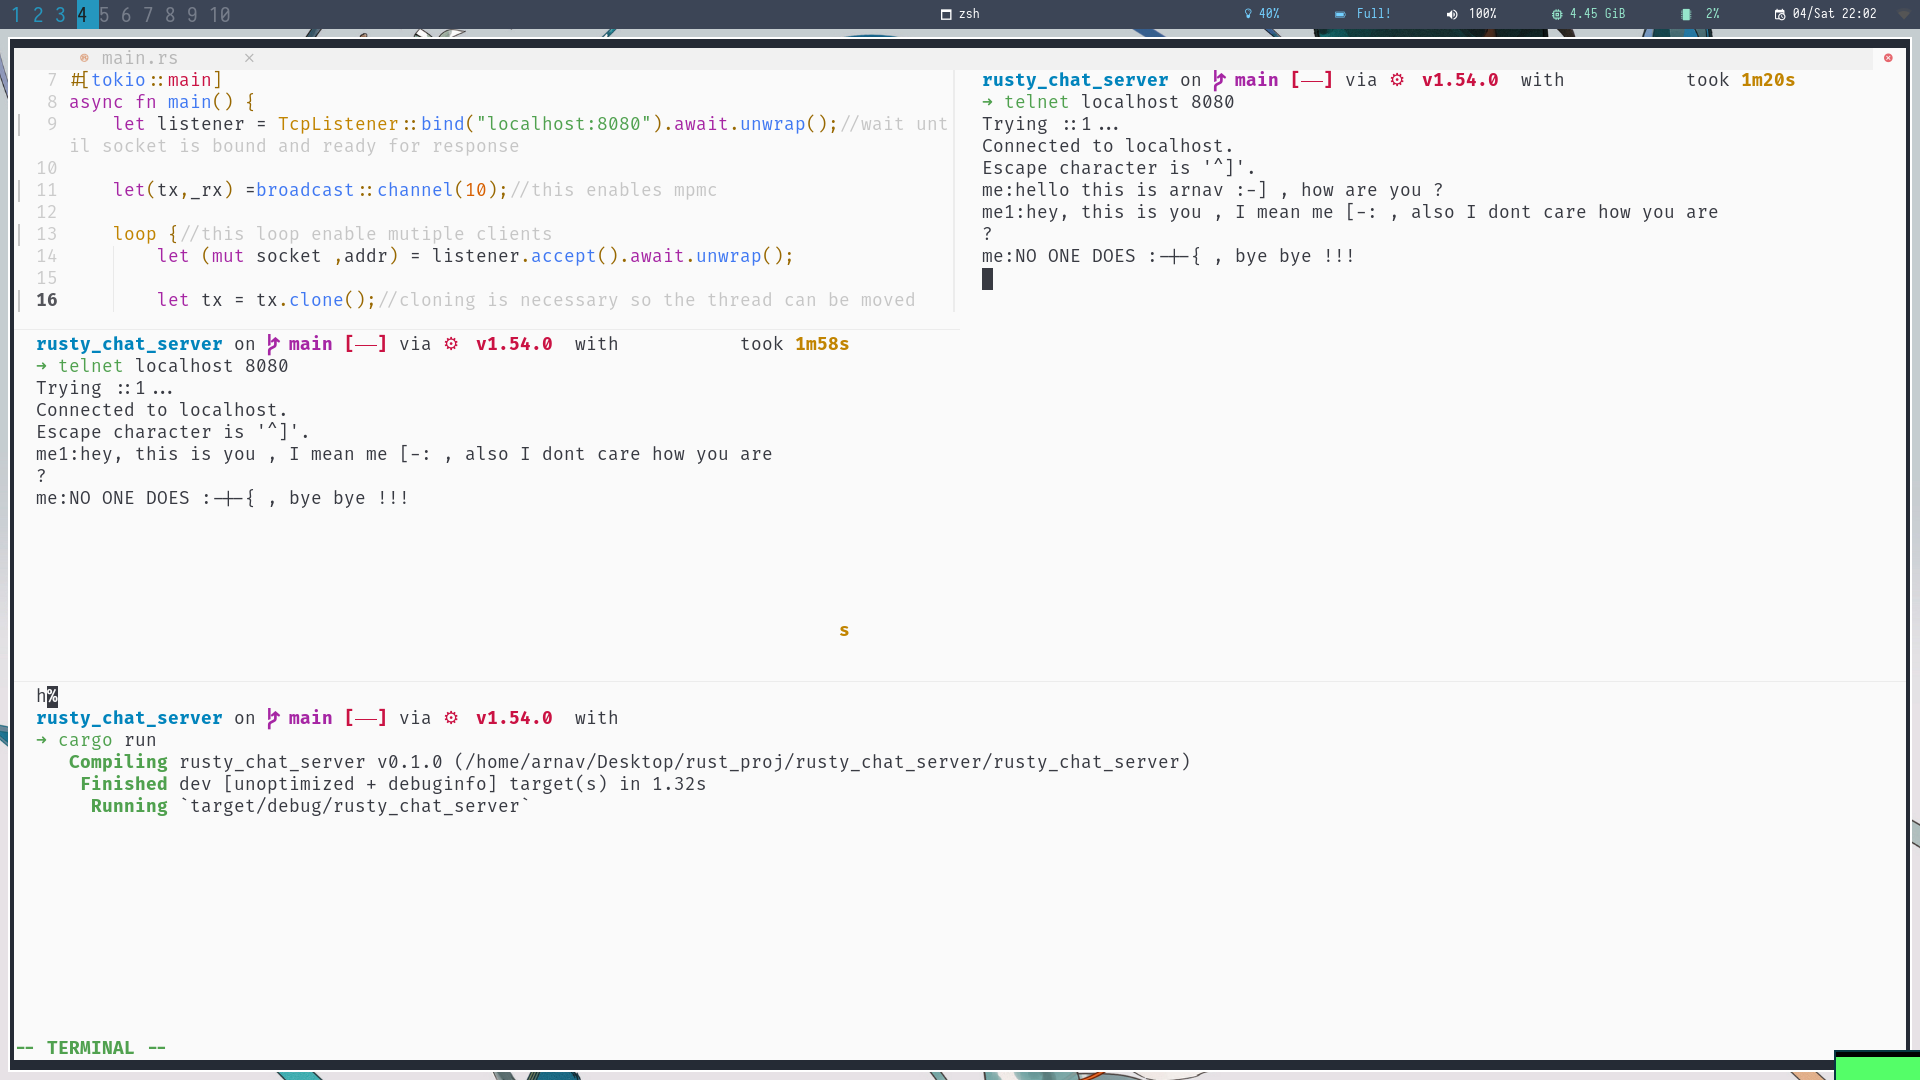 1 2 3 4 5 6 7 8 9 10
zsh
40%
Full!
100%
4.45 GiB
2%
04/Sat 22:02
main.rs ×
7 #[tokio::main]
8 async fn main() {
9     let listener = TcpListener::bind("localhost:8080").await.unwrap();//wait unt
il socket is bound and ready for response
10
11     let(tx,_rx) =broadcast::channel(10);//this enables mpmc
12
13     loop {//this loop enable mutiple clients
14         let (mut socket ,addr) = listener.accept().await.unwrap();
15
16         let tx = tx.clone();//cloning is necessary so the thread can be moved
rusty_chat_server on main [——] via ⚙ v1.54.0 with took 1m20s
→ telnet localhost 8080
Trying ::1...
Connected to localhost.
Escape character is '^]'.
me:hello this is arnav :-] , how are you ?
me1:hey, this is you , I mean me [-: , also I dont care how you are
?
me:NO ONE DOES :-+-{ , bye bye !!!
rusty_chat_server on main [——] via ⚙ v1.54.0 with took 1m58s
→ telnet localhost 8080
Trying ::1...
Connected to localhost.
Escape character is '^]'.
me1:hey, this is you , I mean me [-: , also I dont care how you are
?
me:NO ONE DOES :-+-{ , bye bye !!!
s
h%
rusty_chat_server on main [——] via ⚙ v1.54.0 with
→ cargo run
Compiling rusty_chat_server v0.1.0 (/home/arnav/Desktop/rust_proj/rusty_chat_server/rusty_chat_server)
Finished dev [unoptimized + debuginfo] target(s) in 1.32s
Running `target/debug/rusty_chat_server`
-- TERMINAL --